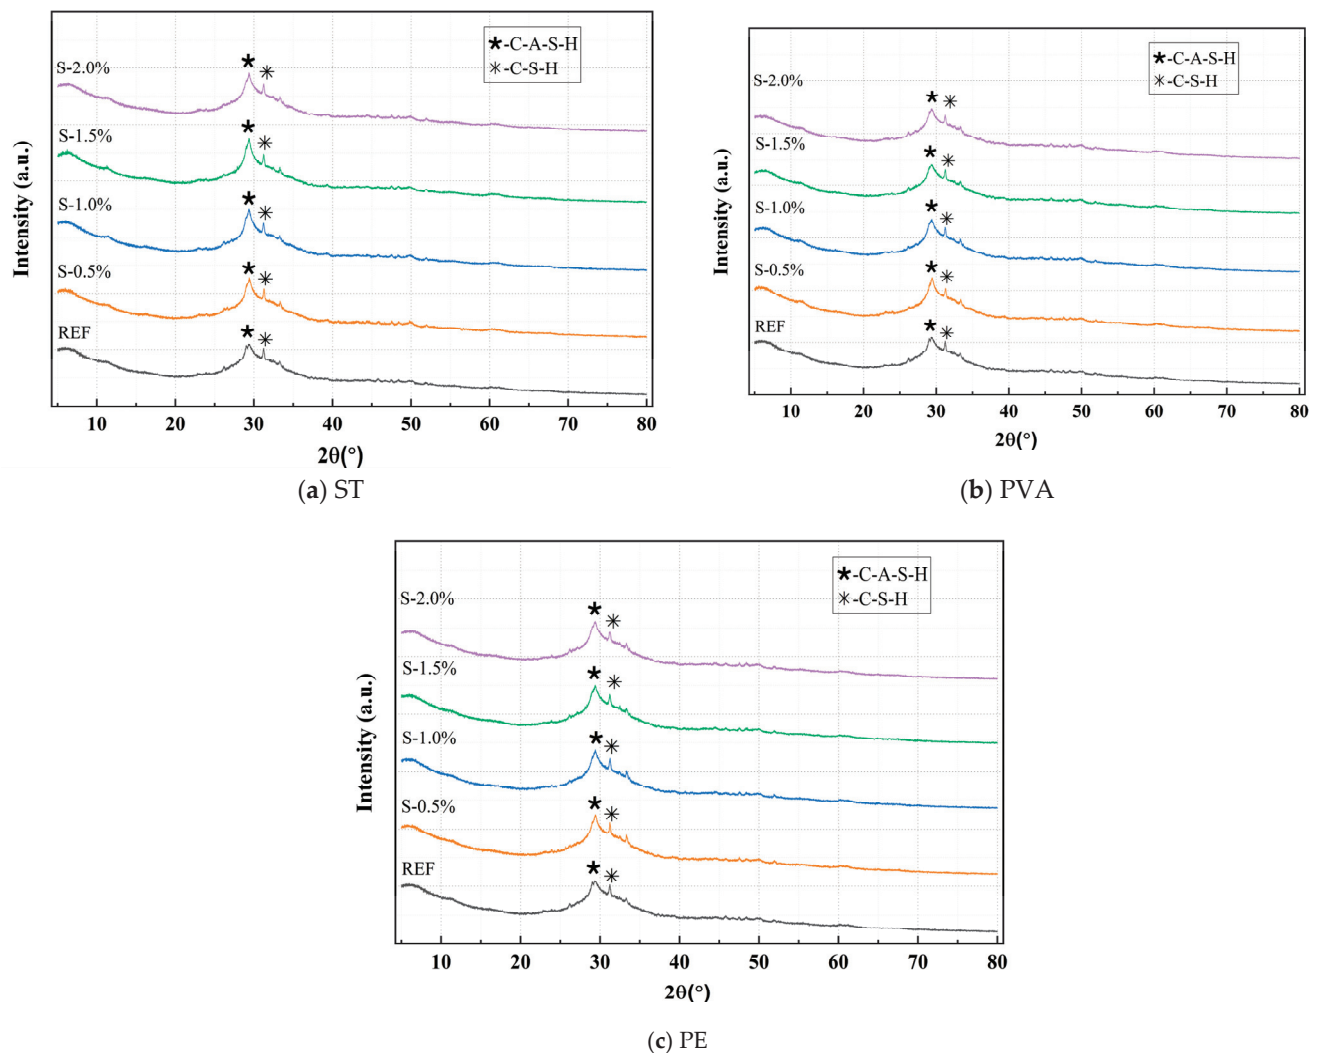 -C-A-S-H
-C-S-H
S-2.0%
S-1.5%
S-1.0%
S-0.5%
REF
Intensity (a.u.)
10 20 30 40 50 60 70 80
2θ(°)
(a) ST
-C-A-S-H
-C-S-H
S-2.0%
S-1.5%
S-1.0%
S-0.5%
REF
Intensity (a.u.)
10 20 30 40 50 60 70 80
2θ(°)
(b) PVA
-C-A-S-H
-C-S-H
S-2.0%
S-1.5%
S-1.0%
S-0.5%
REF
Intensity (a.u.)
10 20 30 40 50 60 70 80
2θ(°)
(c) PE